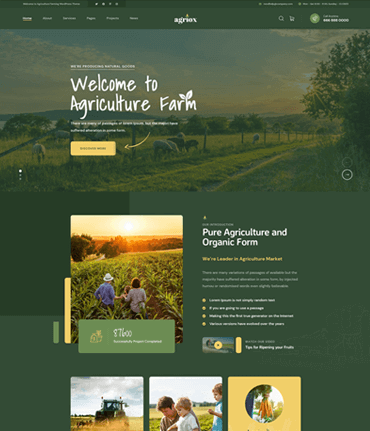 Welcome to Agriculture Farming WordPress Theme
Home About Services Pages Projects News
agriox
888 888 0000
WE'RE PRODUCING NATURAL GOODS
Welcome to
Agriculture Farm
There are many of passages of lorem ipsum, but the majori have
suffered alteration in some form.
DISCOVER MORE
OUR INTRODUCTION
Pure Agriculture and
Organic Form
We're Leader in Agriculture Market
There are many variations of passages of available but the
majority have suffered alteration in some form, by injected
humour or randomised words even slightly believable.
Lorem Ipsum is not simply random text
If you are going to use a passage
Making this the first true generator on the Internet
Various versions have evolved over the years
87600
Successfully Project Completed
WATCH OUR VIDEO
Tips for Ripening your Fruits